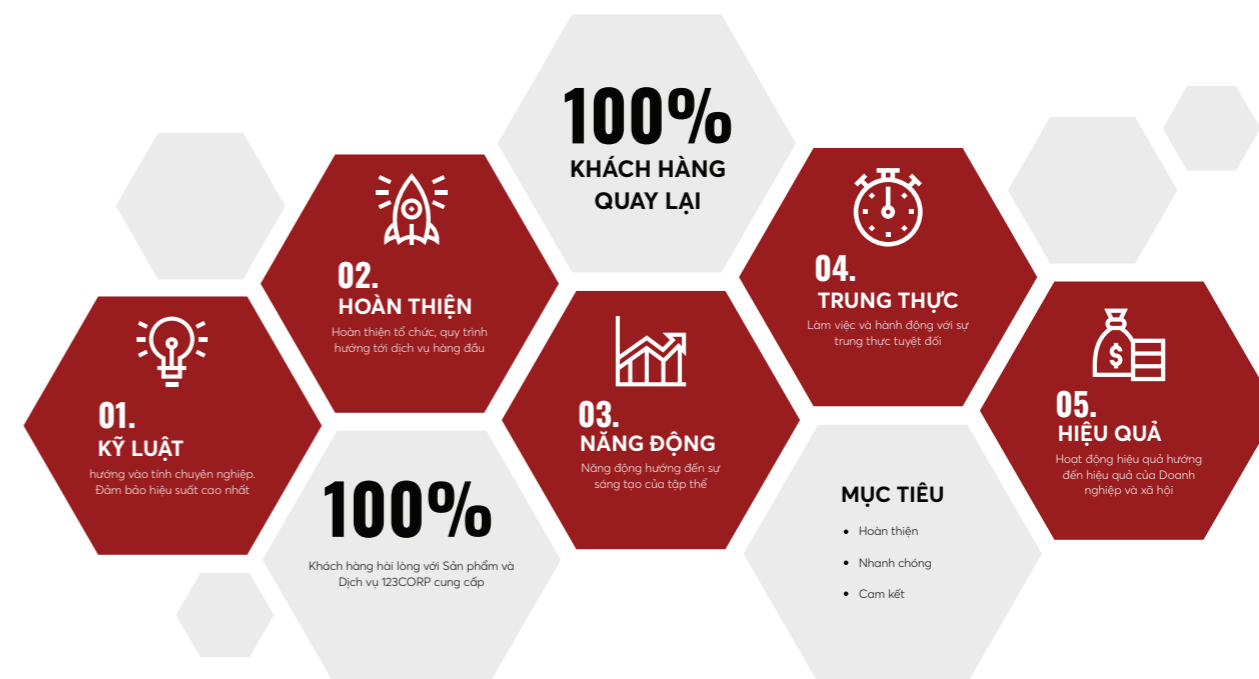 100%
KHÁCH HÀNG
QUAY LẠI
01.
KỸ LUẬT
hướng vào tính chuyên nghiệp.
Đảm bảo hiệu suất cao nhất
02.
HOÀN THIỆN
Hoàn thiện tổ chức, quy trình
hướng tới dịch vụ hàng đầu
03.
NĂNG ĐỘNG
Năng động hướng đến sự
sáng tạo của tập thể
04.
TRUNG THỰC
Làm việc và hành động với sự
trung thực tuyệt đối
05.
HIỆU QUẢ
Hoạt động hiệu quả hướng
đến hiệu quả của Doanh
nghiệp và xã hội
100%
Khách hàng hài lòng với Sản phẩm và
Dịch vụ 123CORP cung cấp
MỤC TIÊU
• Hoàn thiện
• Nhanh chóng
• Cam kết